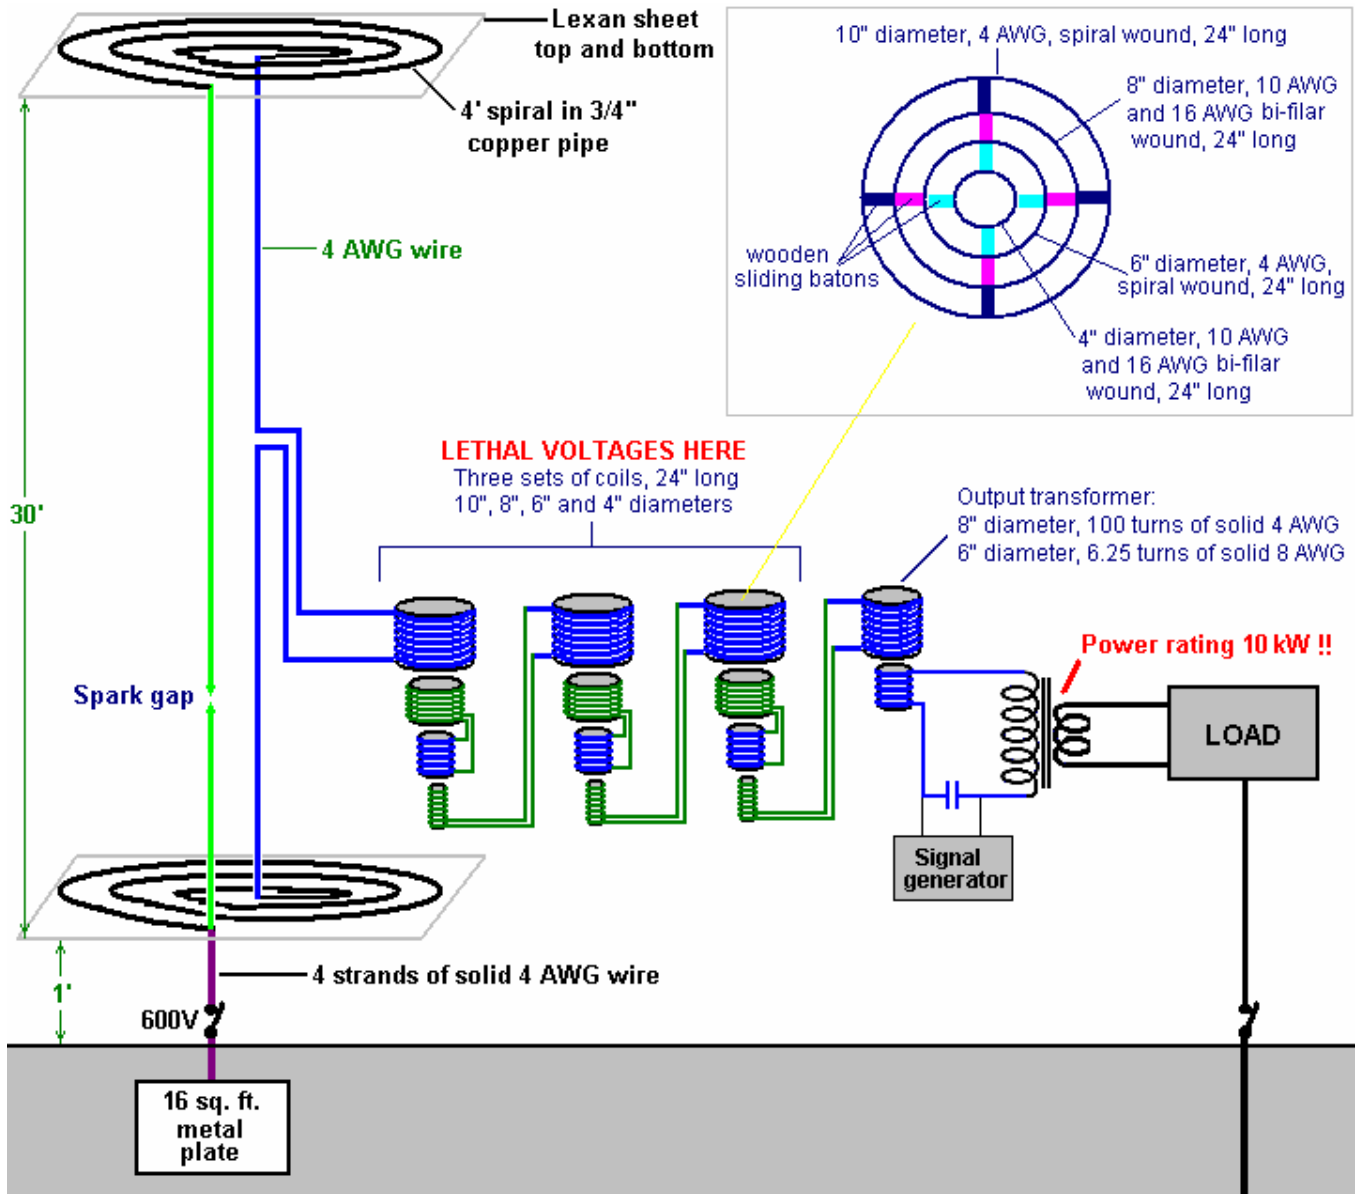 Lexan sheet
top and bottom
4' spiral in 3/4"
copper pipe
10" diameter, 4 AWG, spiral wound, 24" long
8" diameter, 10 AWG
and 16 AWG bi-filar
wound, 24" long
wooden
sliding batons
6" diameter, 4 AWG,
spiral wound, 24" long
4" diameter, 10 AWG
and 16 AWG bi-filar
wound, 24" long
4 AWG wire
30'
LETHAL VOLTAGES HERE
Three sets of coils, 24" long
10", 8", 6" and 4" diameters
Output transformer:
8" diameter, 100 turns of solid 4 AWG
6" diameter, 6.25 turns of solid 8 AWG
Power rating 10 kW !!
Spark gap
LOAD
Signal
generator
4 strands of solid 4 AWG wire
1'
600V
16 sq. ft.
metal
plate